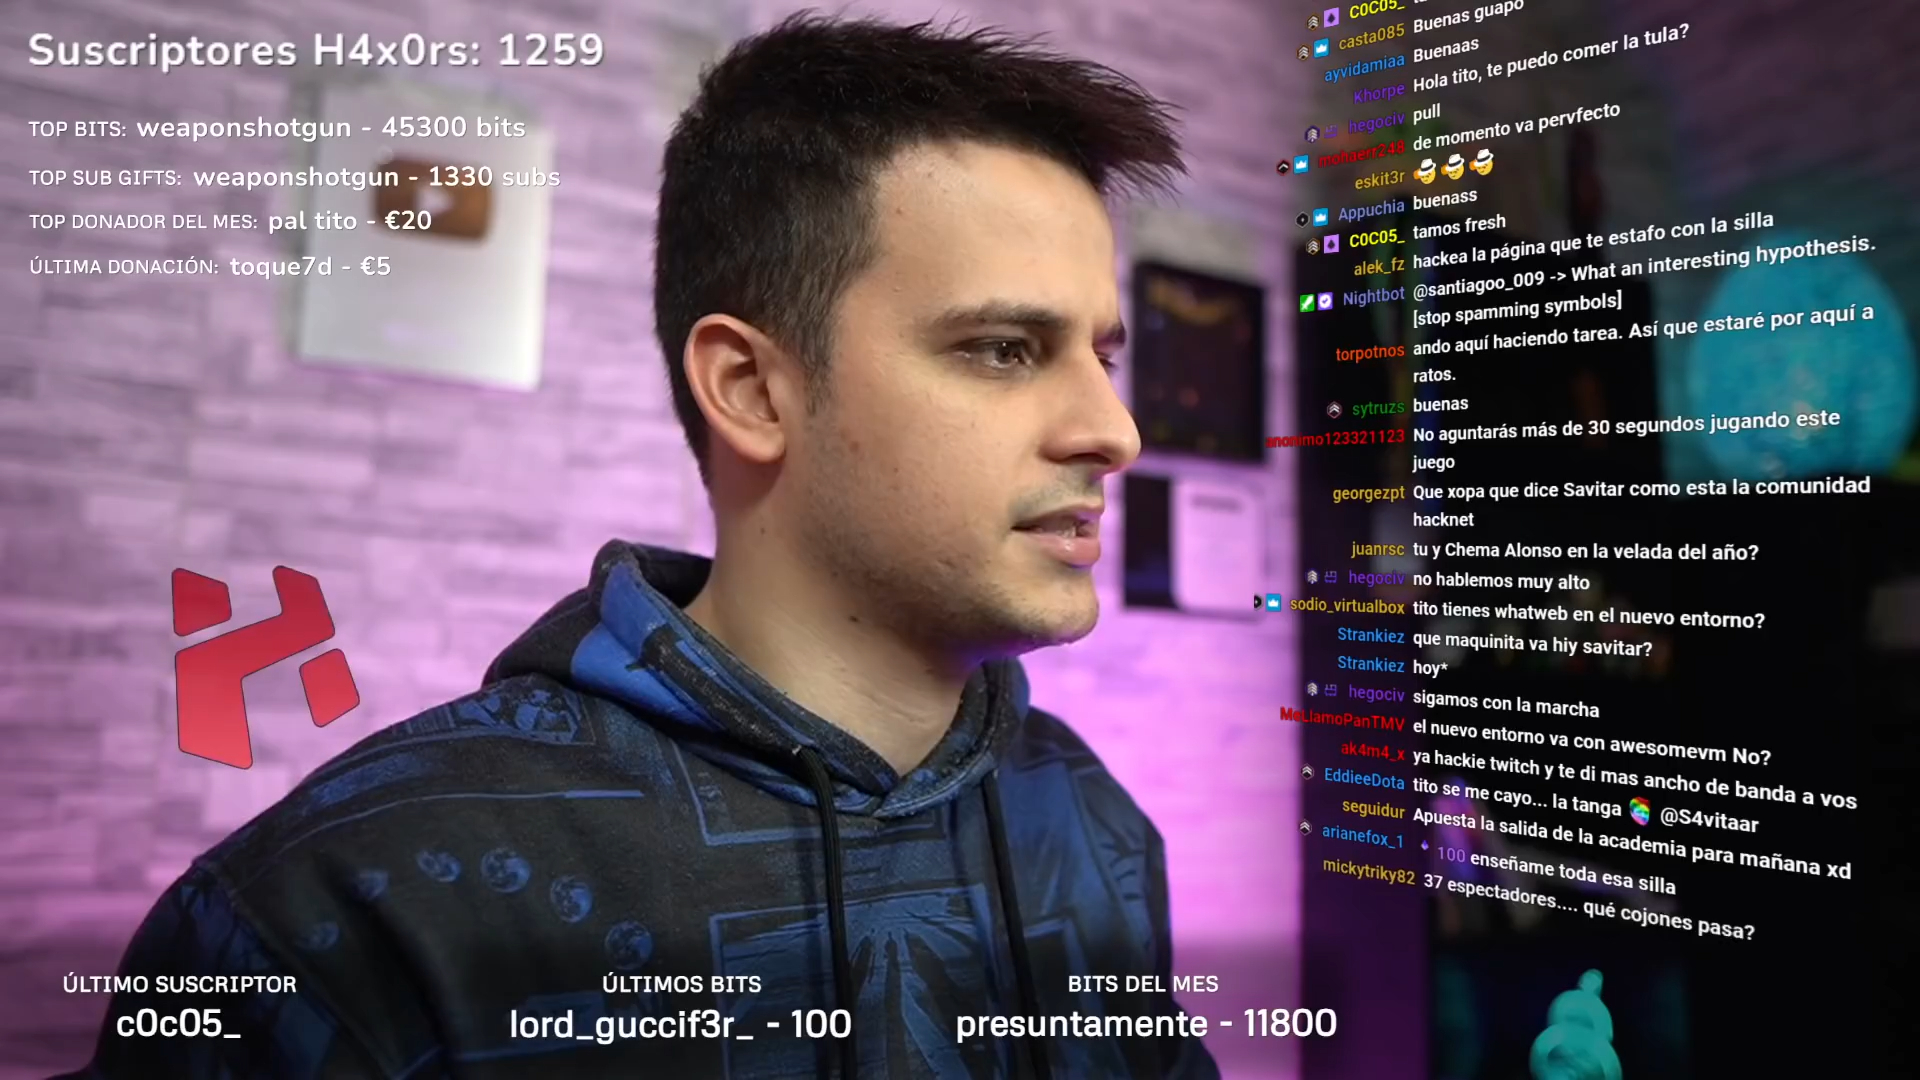 Suscriptores H4x0rs: 1259
TOP BITS: weaponshotgun - 45300 bits
TOP SUB GIFTS: weaponshotgun - 1330 subs
TOP DONADOR DEL MES: pal tito - €20
ÚLTIMA DONACIÓN: toque7d - €5
C0C05_
casta085 Buenas guapo
ayvidamiaa Buenaas
Khorpe Hola tito, te puedo comer la tula?
hegociv pull
mohaerr248 de momento va pervfecto
eskit3r
Appuchia buenass
C0C05_ tamos fresh
alek_fz hackea la página que te estafo con la silla
Nightbot @santiagoo_009 -> What an interesting hypothesis.
[stop spamming symbols]
torpotnos ando aquí haciendo tarea. Así que estaré por aquí a
ratos.
sytruzs buenas
anonimo123321123 No aguntarás más de 30 segundos jugando este
juego
georgezpt Que xopa que dice Savitar como esta la comunidad
hacknet
juanrsc tu y Chema Alonso en la velada del año?
hegociv no hablemos muy alto
sodio_virtualbox tito tienes whatweb en el nuevo entorno?
Strankiez que maquinita va hiy savitar?
Strankiez hoy*
hegociv sigamos con la marcha
MeLlamoPanTMV el nuevo entorno va con awesomevm No?
ak4m4_x ya hackie twitch y te di mas ancho de banda a vos
EddieeDota tito se me cayo... la tanga @S4vitaar
seguidur Apuesta la salida de la academia para mañana xd
arianefox_1 100 enseñame toda esa silla
mickytriky82 37 espectadores.... qué cojones pasa?
ÚLTIMO SUSCRIPTOR
c0c05_
ÚLTIMOS BITS
lord_guccif3r_ - 100
BITS DEL MES
presuntamente - 11800